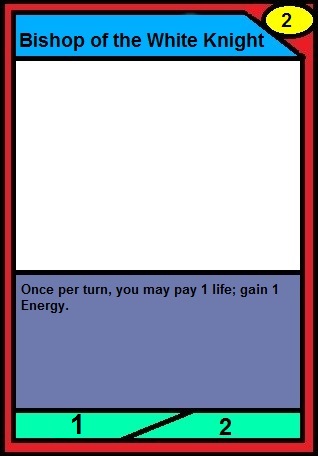 2
Bishop of the White Knight
Once per turn, you may pay 1 life; gain 1
Energy.
1
2